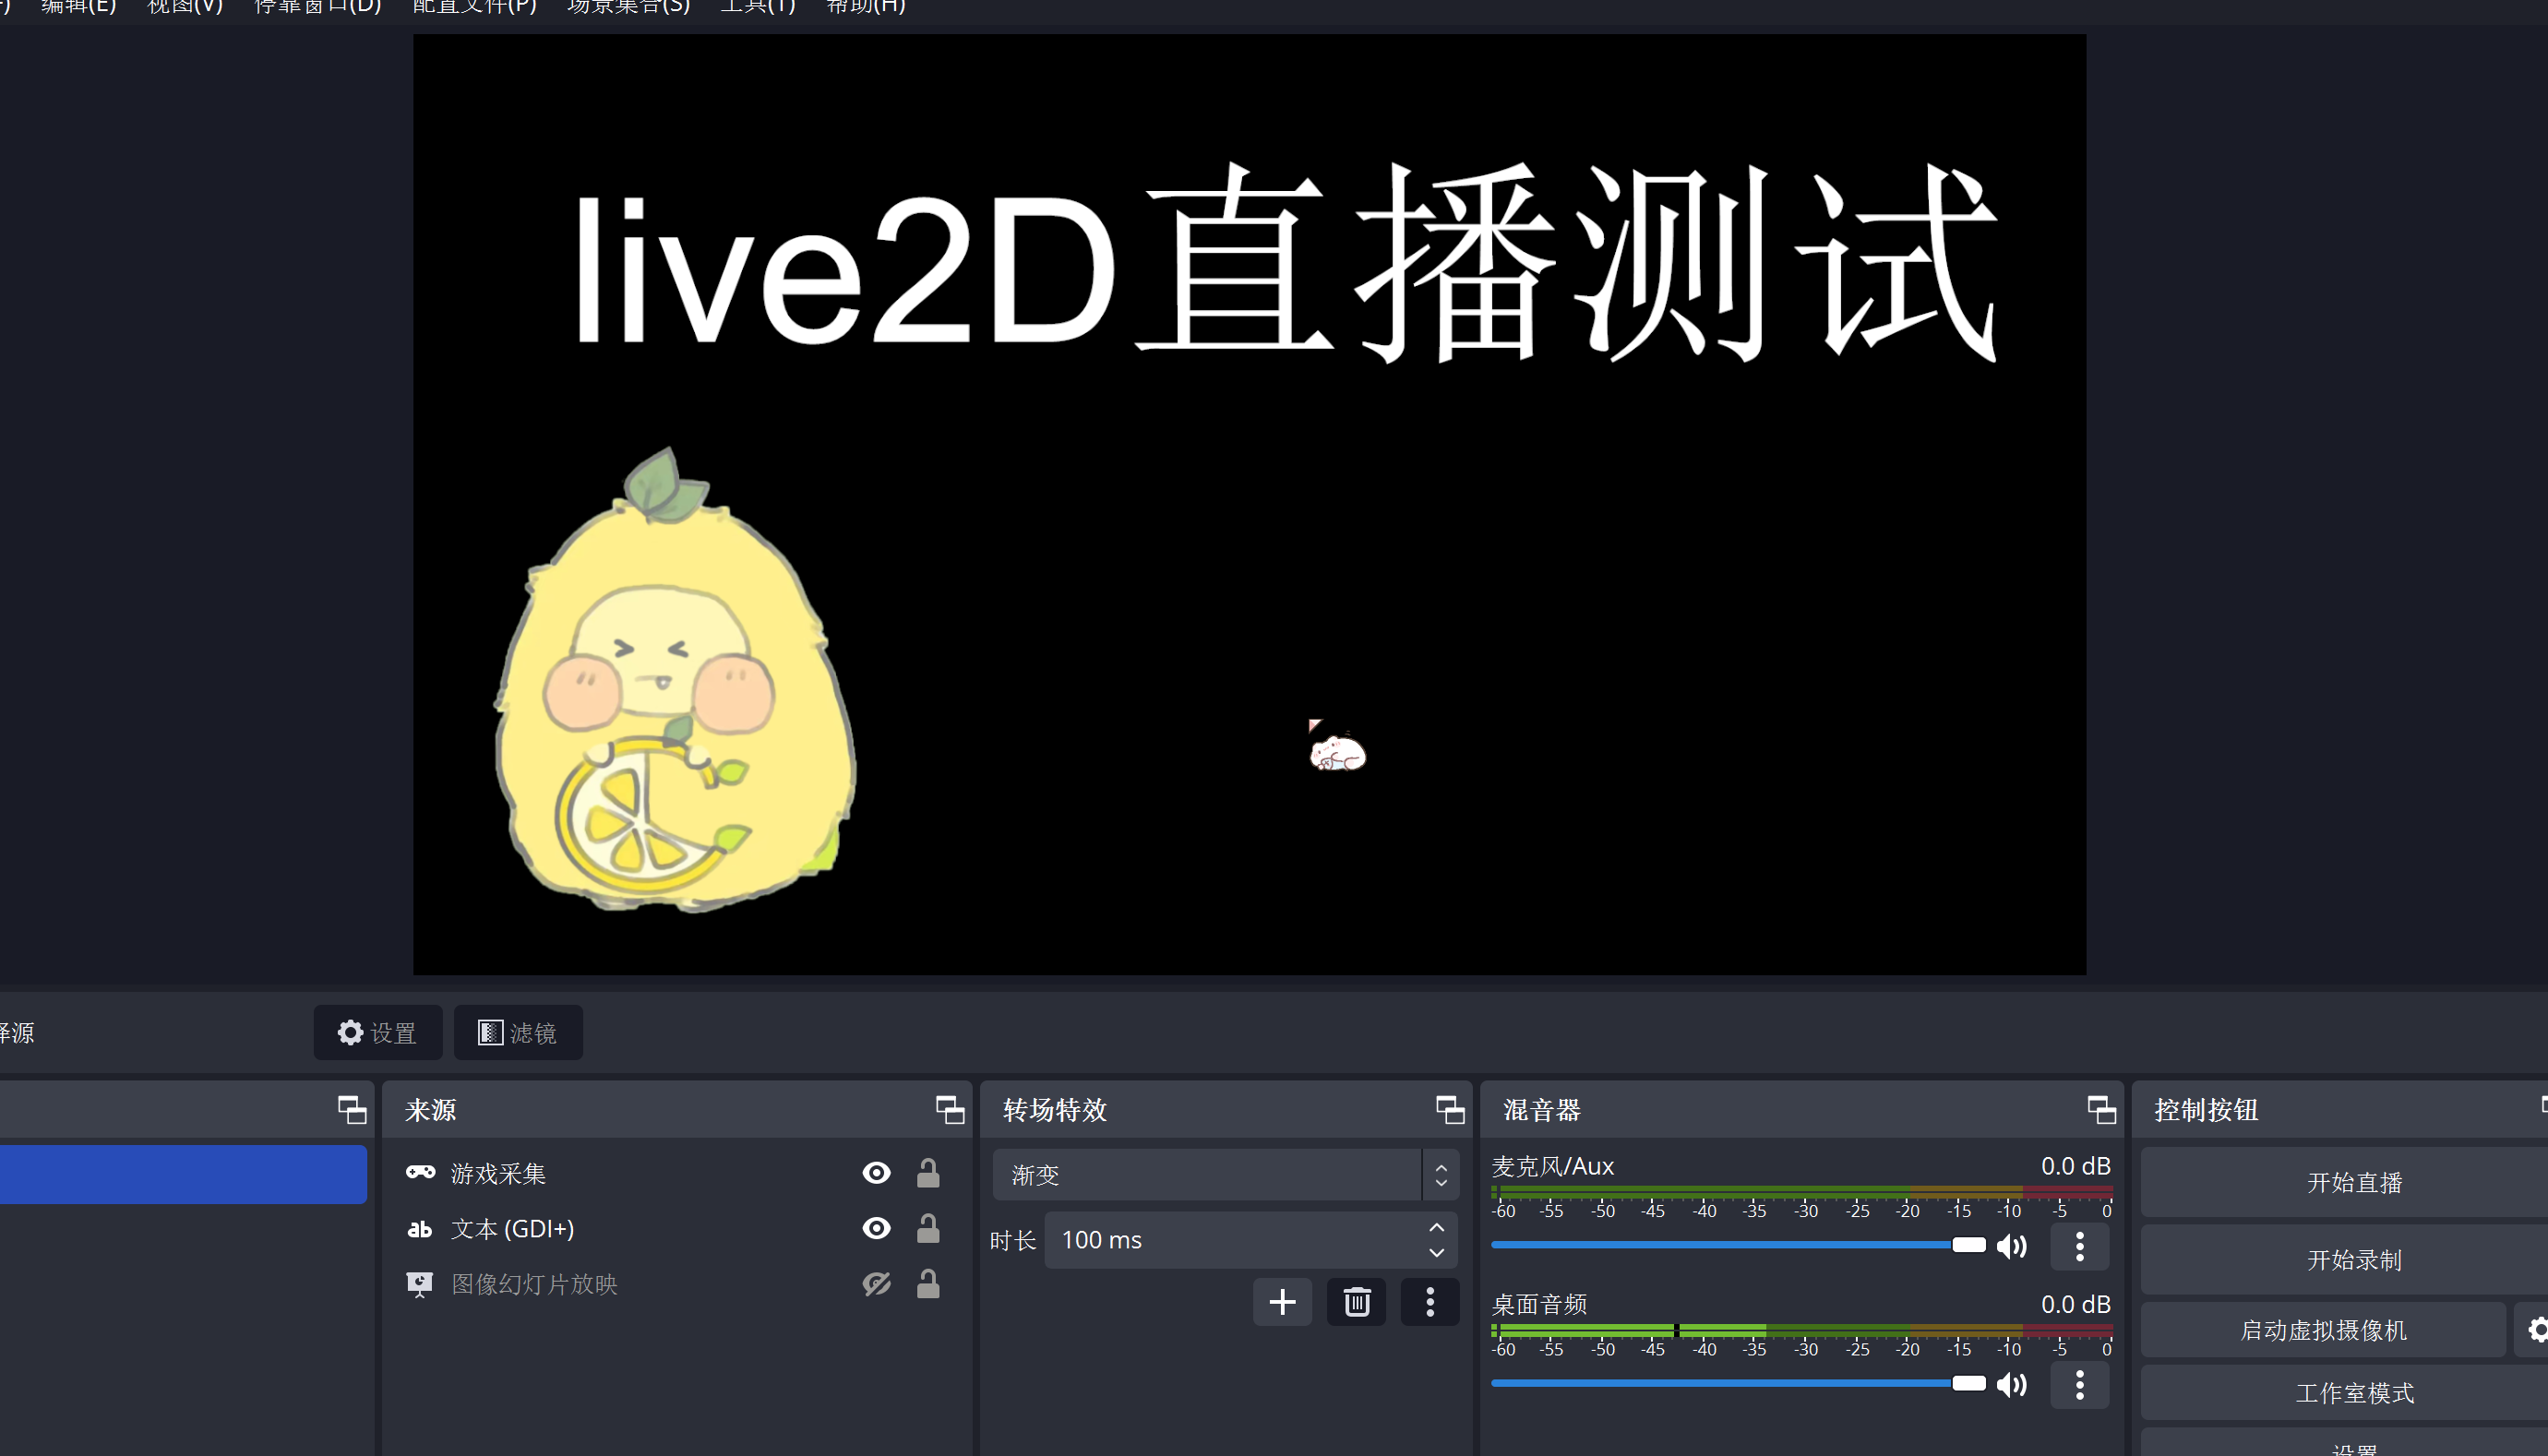 编辑(E) 视图(V) 停靠窗口(D) 配置文件(P) 场景集合(S) 工具(T) 帮助(H)
live2D直播测试
择源 设置 滤镜
来源
游戏采集
文本 (GDI+)
图像幻灯片放映
转场特效
渐变
时长 100 ms
混音器
麦克风/Aux 0.0 dB
-60 -55 -50 -45 -40 -35 -30 -25 -20 -15 -10 -5 0
桌面音频 0.0 dB
-60 -55 -50 -45 -40 -35 -30 -25 -20 -15 -10 -5 0
控制按钮
开始直播
开始录制
启动虚拟摄像机
工作室模式
设置